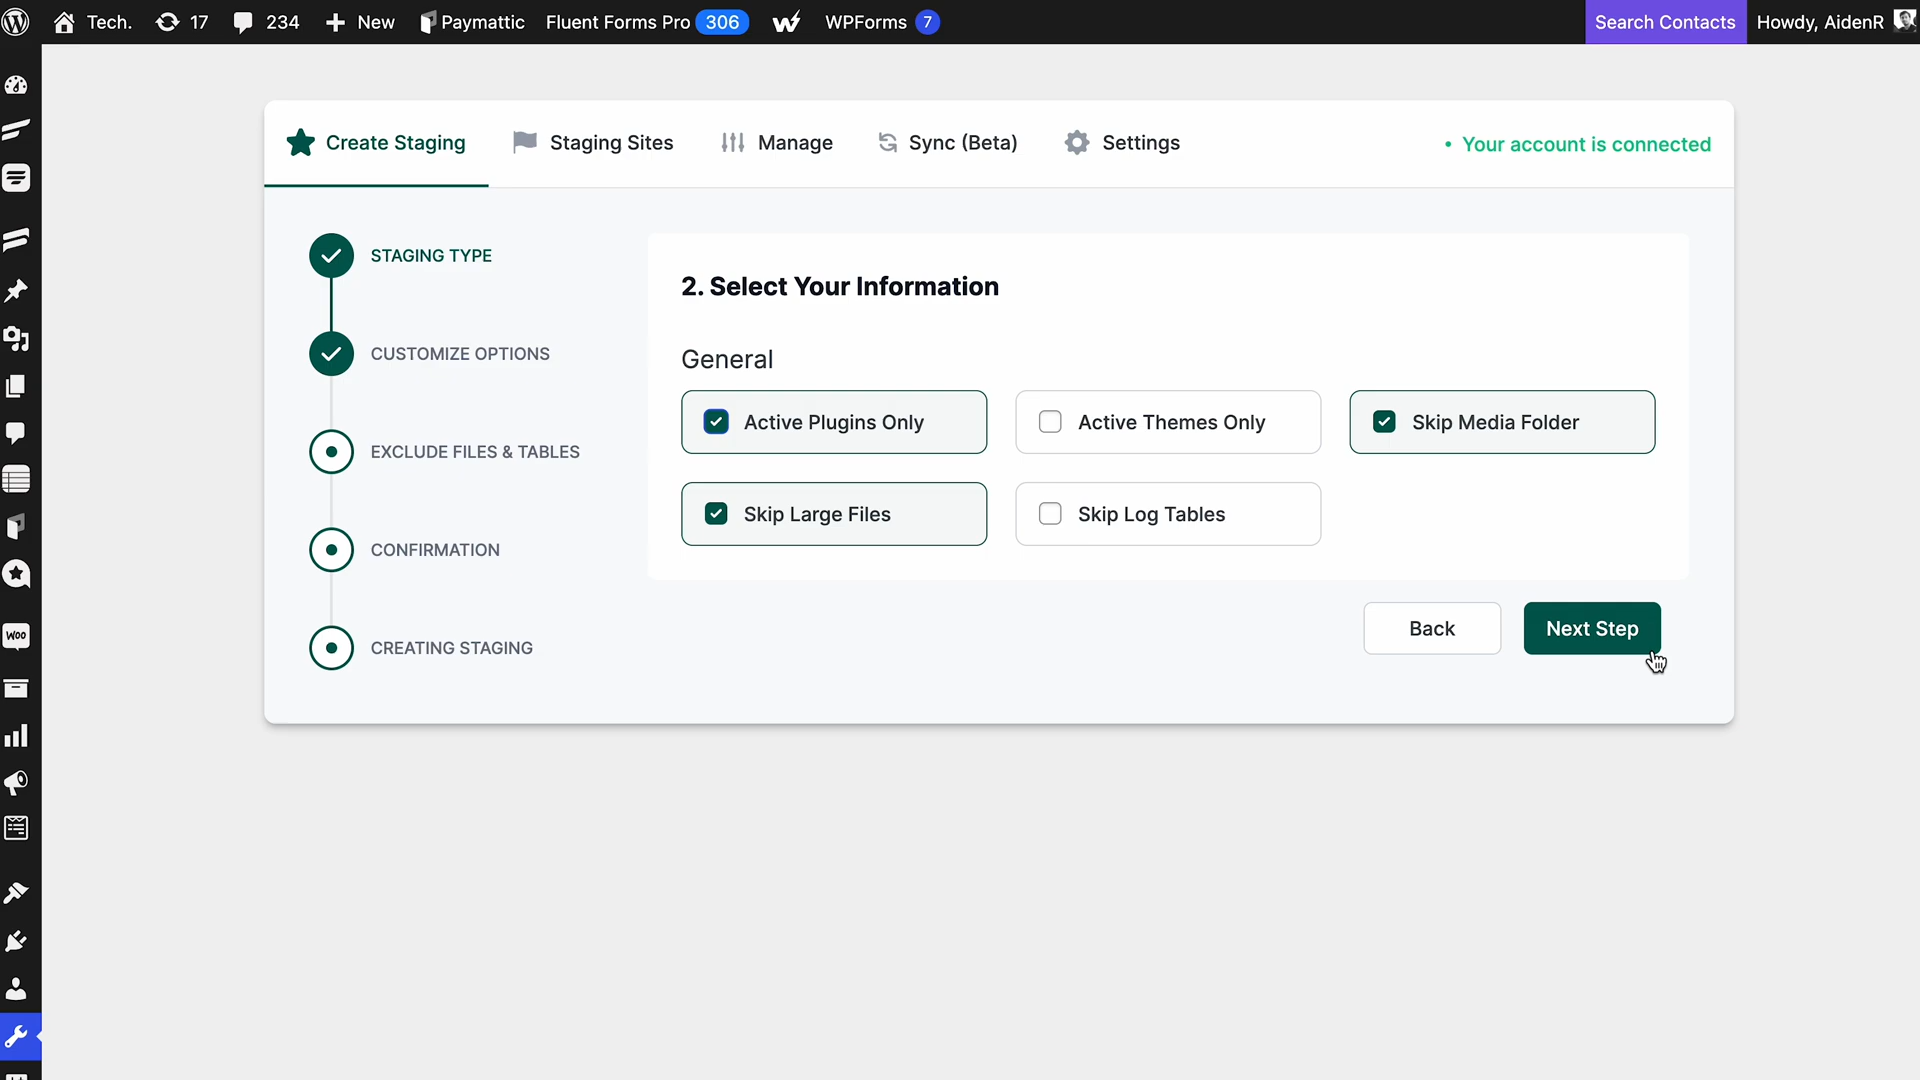 Tech. 17 234 New Paymattic Fluent Forms Pro 306 WPForms 7 Search Contacts Howdy, AidenR
Create Staging Staging Sites Manage Sync (Beta) Settings • Your account is connected
STAGING TYPE
CUSTOMIZE OPTIONS
EXCLUDE FILES & TABLES
CONFIRMATION
CREATING STAGING
2. Select Your Information
General
Active Plugins Only Active Themes Only Skip Media Folder
Skip Large Files Skip Log Tables
Back Next Step
Woo